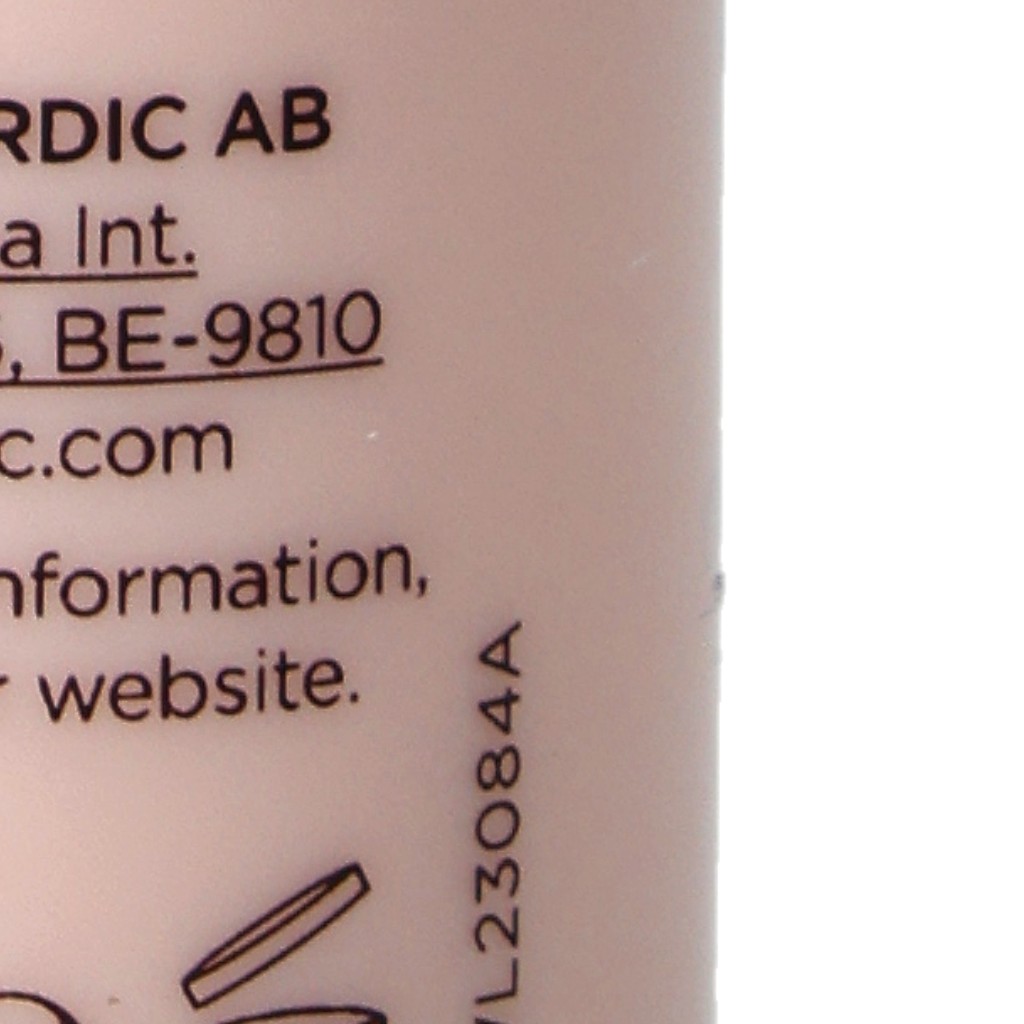 RDIC AB
a Int.
, BE-9810
c.com
nformation,
website.
L23084A